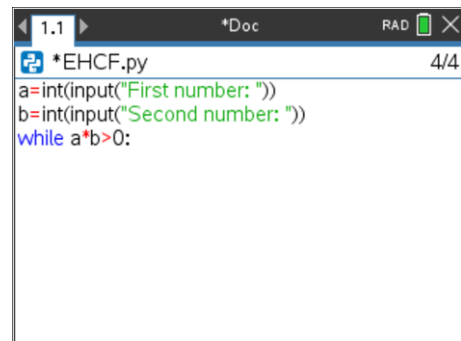 1.1 *Doc RAD
*EHCF.py 4/4
a=int(input("First number: "))
b=int(input("Second number: "))
while a*b>0: